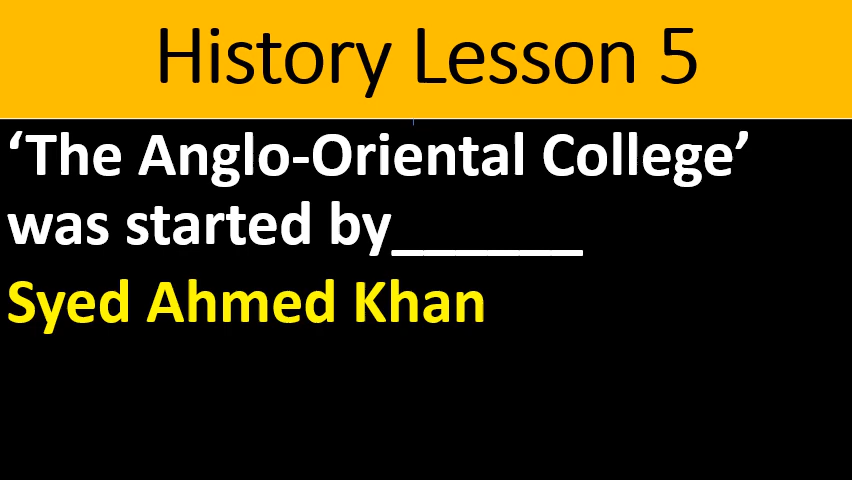 History Lesson 5
‘The Anglo-Oriental College’
was started by______
Syed Ahmed Khan